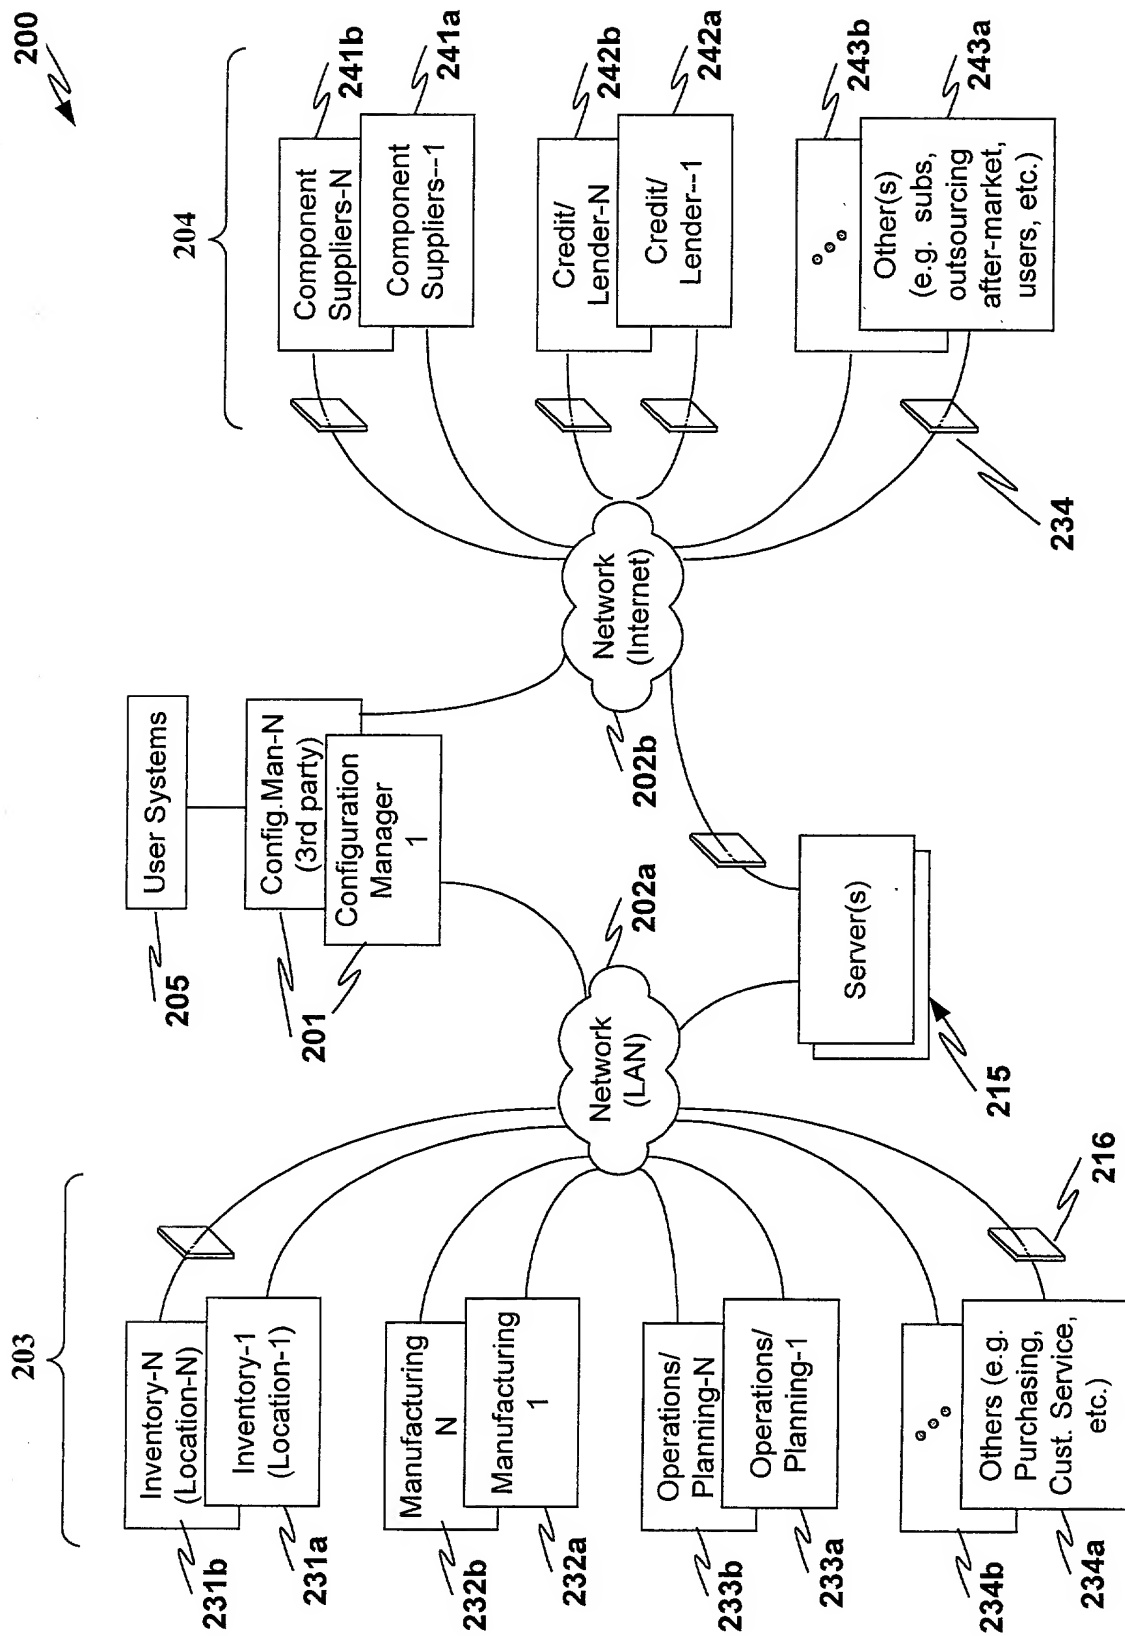 200
203
204
Inventory-N
(Location-N)
231b
Inventory-1
(Location-1)
231a
Manufacturing
N
232b
Manufacturing
1
232a
Operations/
Planning-N
233b
Operations/
Planning-1
233a
234b
Others (e.g.
Purchasing,
Cust. Service,
etc.)
234a
216
User Systems
205
Config.Man-N
(3rd party)
Configuration
Manager
1
201
Network
(LAN)
202a
Network
(Internet)
202b
Server(s)
215
Component
Suppliers-N
241b
Component
Suppliers--1
241a
Credit/
Lender-N
242b
Credit/
Lender--1
242a
243b
Other(s)
(e.g. subs,
outsourcing
after-market,
users, etc.)
243a
234